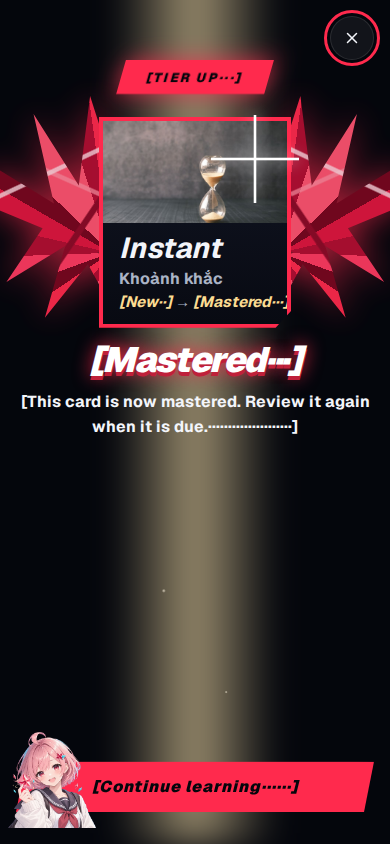 [TIER UP···]
Instant
Khoảnh khắc
[New··] → [Mastered···]
[Mastered···]
[This card is now mastered. Review it again
when it is due.·····················]
[Continue learning······]